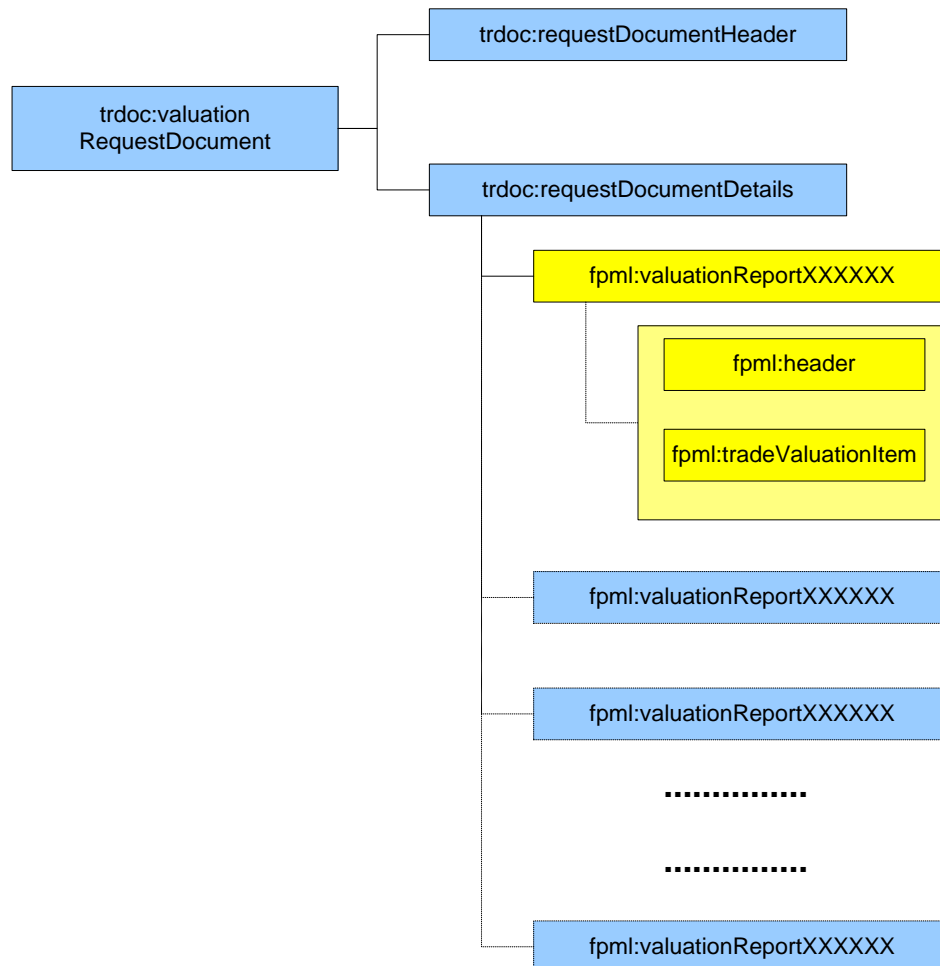 trdoc:requestDocumentHeader
trdoc:valuation
RequestDocument
trdoc:requestDocumentDetails
fpml:valuationReportXXXXXX
fpml:header
fpml:tradeValuationItem
fpml:valuationReportXXXXXX
fpml:valuationReportXXXXXX
...............
...............
fpml:valuationReportXXXXXX